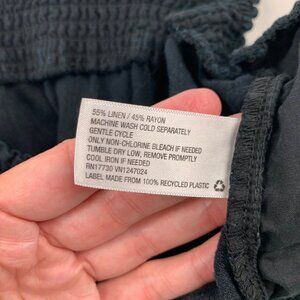 55% LINEN / 45% RAYON
MACHINE WASH COLD SEPARATELY
GENTLE CYCLE
ONLY NON-CHLORINE BLEACH IF NEEDED
TUMBLE DRY LOW, REMOVE PROMPTLY
COOL IRON IF NEEDED
RN17730 VN1247024
LABEL MADE FROM 100% RECYCLED PLASTIC